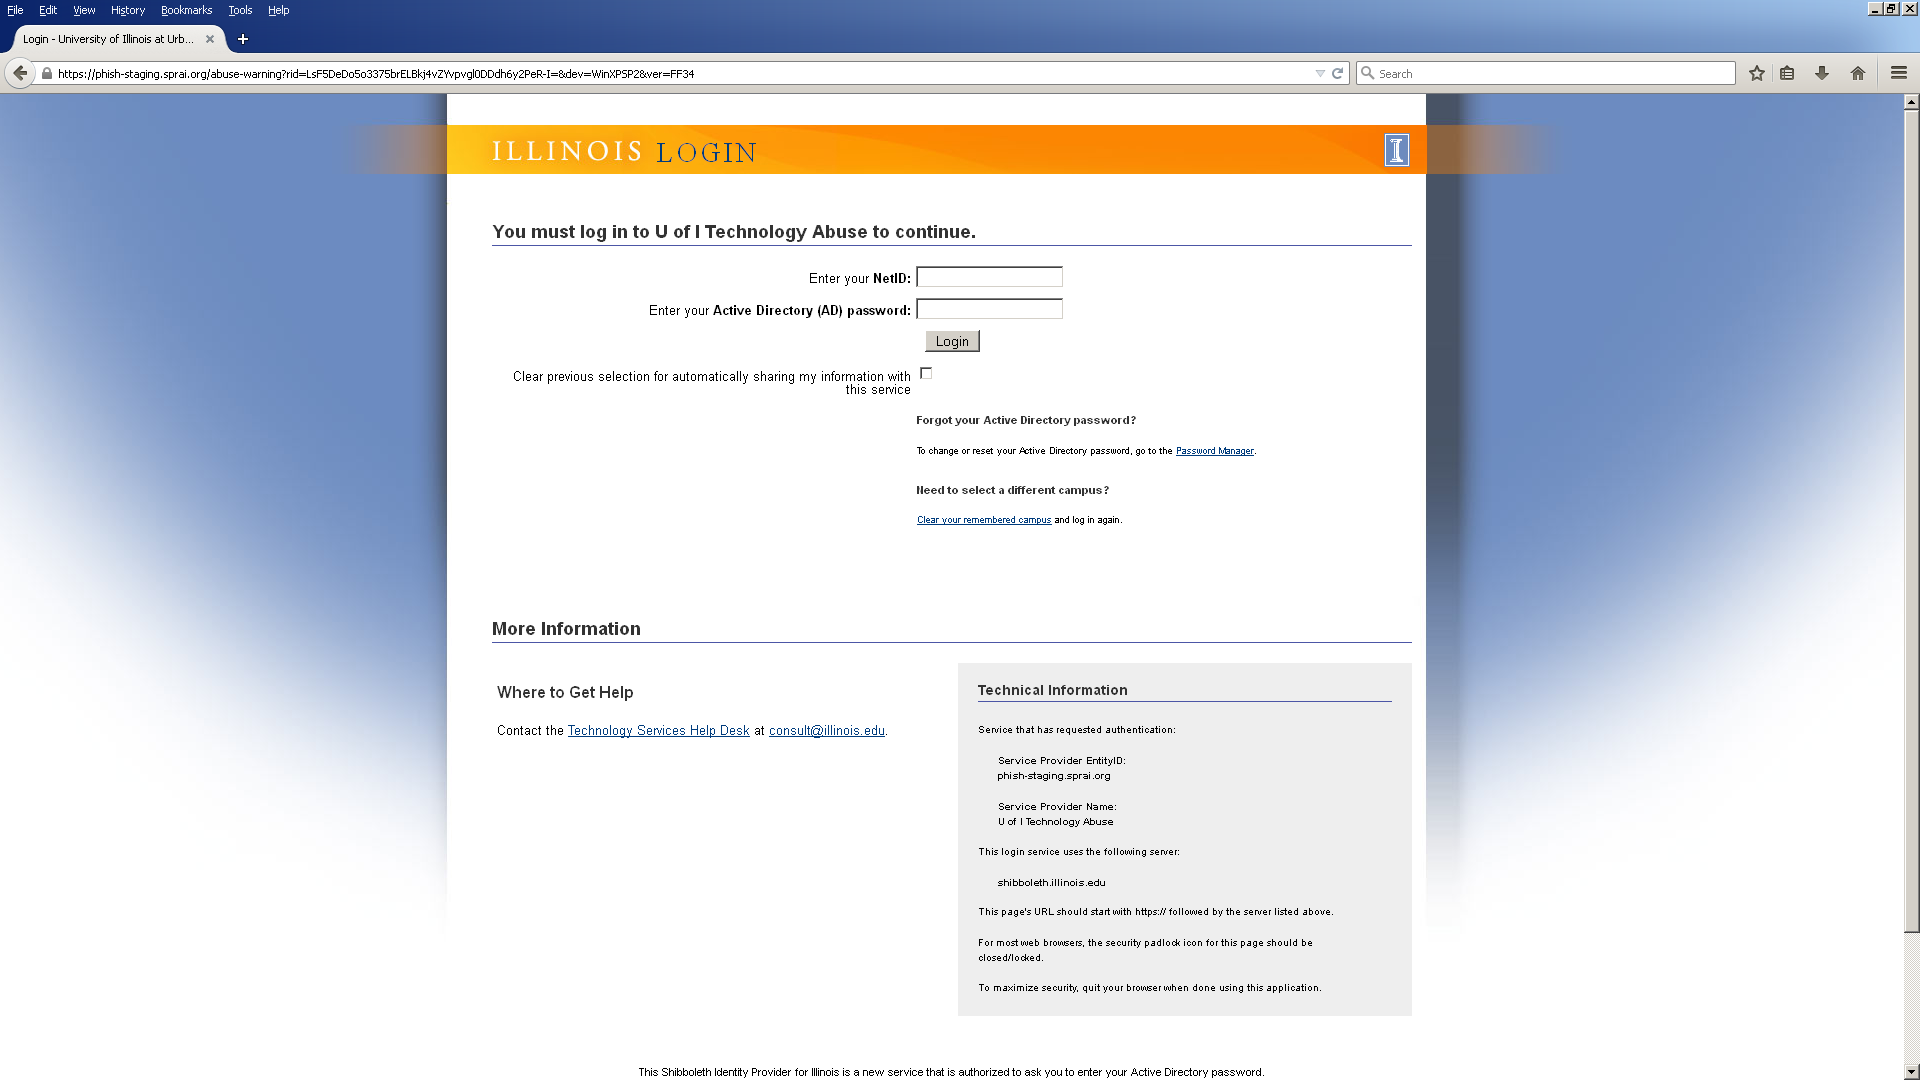 File Edit View History Bookmarks Tools Help
Login - University of Illinois at Urb...
https://phish-staging.sprai.org/abuse-warning?rid=LsF5DeDo5o3375brELBkj4vZYvpvgl0DDdh6y2PeR-I=&dev=WinXPSP2&ver=FF34
Search
ILLINOIS LOGIN
You must log in to U of I Technology Abuse to continue.
Enter your NetID:
Enter your Active Directory (AD) password:
Login
Clear previous selection for automatically sharing my information with
this service
Forgot your Active Directory password?
To change or reset your Active Directory password, go to the Password Manager.
Need to select a different campus?
Clear your remembered campus and log in again.
More Information
Where to Get Help
Contact the Technology Services Help Desk at consult@illinois.edu.
Technical Information
Service that has requested authentication:
Service Provider EntityID:
phish-staging.sprai.org
Service Provider Name:
U of I Technology Abuse
This login service uses the following server:
shibboleth.illinois.edu
This page's URL should start with https:// followed by the server listed above.
For most web browsers, the security padlock icon for this page should be
closed/locked.
To maximize security, quit your browser when done using this application.
This Shibboleth Identity Provider for Illinois is a new service that is authorized to ask you to enter your Active Directory password.